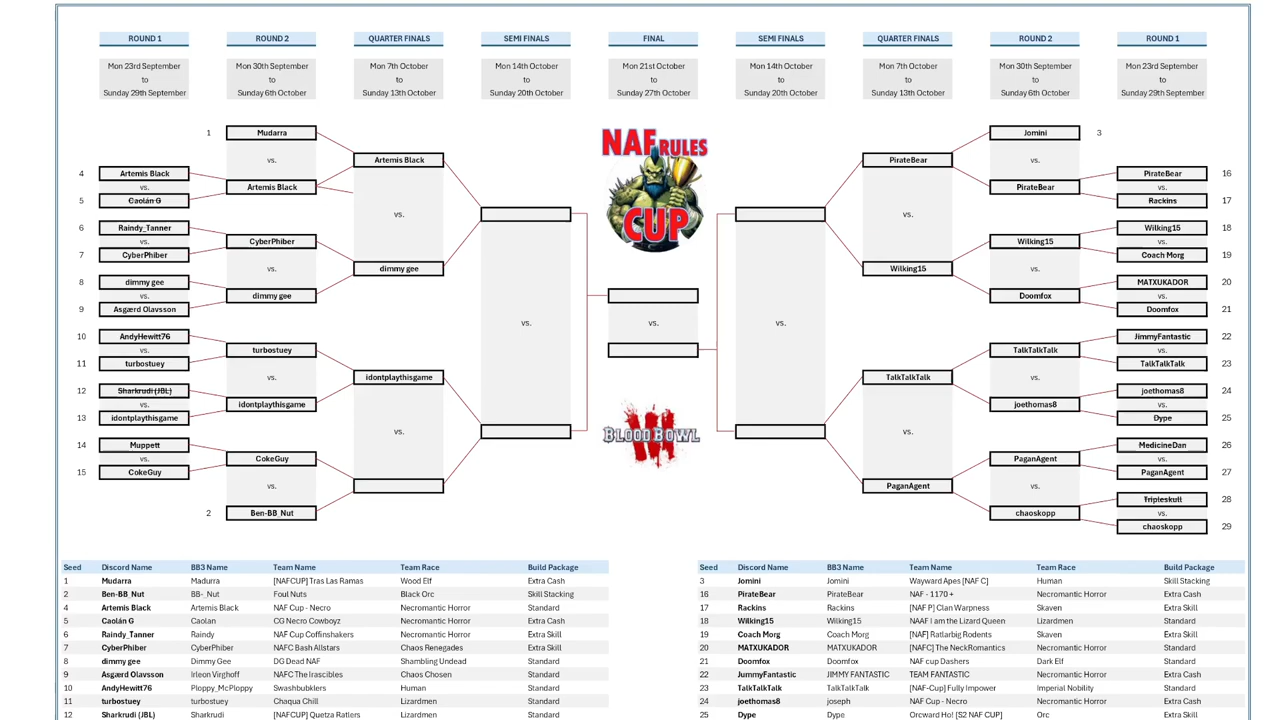 ROUND 1 ROUND 2 QUARTER FINALS SEMI FINALS FINAL SEMI FINALS QUARTER FINALS ROUND 2 ROUND 1
Mon 23rd September Mon 30th September Mon 7th October Mon 14th October Mon 21st October Mon 14th October Mon 7th October Mon 30th September Mon 23rd September
to to to to to to to to to
Sunday 29th September Sunday 6th October Sunday 13th October Sunday 20th October Sunday 27th October Sunday 20th October Sunday 13th October Sunday 6th October Sunday 29th September
1 Mudarra Jomini 3
NAF RULES
vs. Artemis Black PirateBear vs.
4 Artemis Black PirateBear 16
vs. Artemis Black PirateBear vs.
5 Caolán G Rackins 17
CUP
vs. vs.
6 Raindy_Tanner Wilking15 18
vs. CyberPhiber Wilking15 vs.
7 CyberPhiber Coach Morg 19
vs. dimmy gee Wilking15 vs.
8 dimmy gee MATXUKADOR 20
vs. dimmy gee Doomfox vs.
9 Asgærd Olavsson Doomfox 21
vs. vs. vs.
10 AndyHewitt76 JimmyFantastic 22
vs. turbostuey TalkTalkTalk vs.
11 turbostuey TalkTalkTalk 23
vs. idontplaythisgame TalkTalkTalk vs.
12 Sharkrudi (JBL) joethomas8 24
vs. idontplaythisgame joethomas8 vs.
13 idontplaythisgame Dype 25
vs. BLOOD BOWL vs.
14 Muppett MedicineDan 26
vs. CokeGuy PaganAgent vs.
15 CokeGuy PaganAgent 27
vs. PaganAgent vs.
Tripleskull 28
2 Ben-BB_Nut chaoskopp vs.
chaoskopp 29
Seed Discord Name BB3 Name Team Name Team Race Build Package
1 Mudarra Madurra [NAFCUP] Tras Las Ramas Wood Elf Extra Cash
2 Ben-BB_Nut BB-_Nut Foul Nuts Black Orc Skill Stacking
4 Artemis Black Artemis Black NAF Cup - Necro Necromantic Horror Standard
5 Caolán G Caolan CG Necro Cowboyz Necromantic Horror Extra Cash
6 Raindy_Tanner Raindy NAF Cup Coffinshakers Necromantic Horror Extra Skill
7 CyberPhiber CyberPhiber NAFC Bash Allstars Chaos Renegades Extra Skill
8 dimmy gee Dimmy Gee DG Dead NAF Shambling Undead Standard
9 Asgærd Olavsson Irleon Virghoff NAFC The Irascibles Chaos Chosen Standard
10 AndyHewitt76 Ploppy_McPloppy Swashbubklers Human Standard
11 turbostuey turbostuey Chaqua Chill Lizardmen Standard
12 Sharkrudi (JBL) Sharkrudi [NAFCUP] Quetza Ratlers Lizardmen Standard
Seed Discord Name BB3 Name Team Name Team Race Build Package
3 Jomini Jomini Wayward Apes [NAF C] Human Skill Stacking
16 PirateBear PirateBear NAF - 1170 + Necromantic Horror Extra Cash
17 Rackins Rackins [NAF P] Clan Warpness Skaven Extra Skill
18 Wilking15 Wilking15 NAAF I am the Lizard Queen Lizardmen Standard
19 Coach Morg Coach Morg [NAF] Ratlarbig Rodents Skaven Extra Skill
20 MATXUKADOR MATXUKADOR [NAFC] The NeckRomantics Necromantic Horror Standard
21 Doomfox Doomfox NAF cup Dashers Dark Elf Standard
22 JummyFantastic JIMMY FANTASTIC TEAM FANTASTIC Necromantic Horror Extra Cash
23 TalkTalkTalk TalkTalkTalk [NAF-Cup] Fully Impower Imperial Nobility Standard
24 joethomas8 joseph NAF Cup - Necro Necromantic Horror Extra Cash
25 Dype Dype Orcward Ho! [S2 NAF CUP] Orc Extra Skill